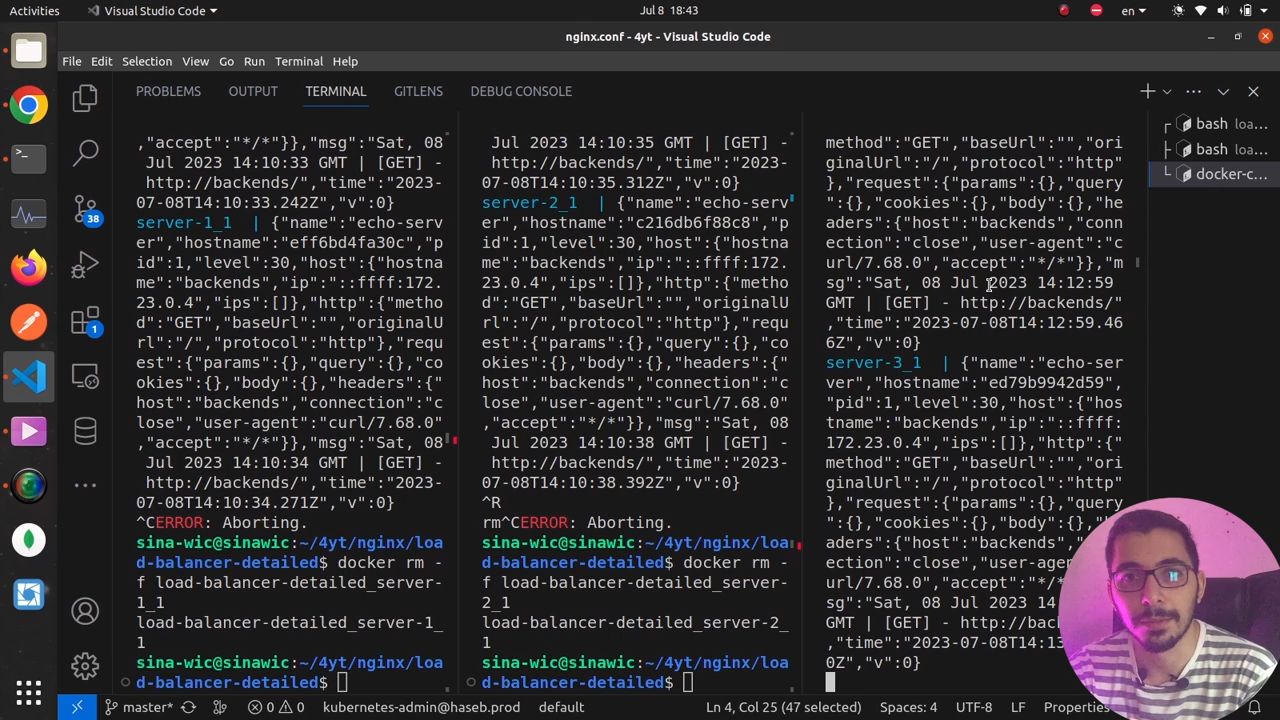 Activities
Visual Studio Code
Jul 8 18:43
en
nginx.conf - 4yt - Visual Studio Code
File Edit Selection View Go Run Terminal Help
PROBLEMS OUTPUT TERMINAL GITLENS DEBUG CONSOLE
,"accept":"*/*"}},"msg":"Sat, 08
Jul 2023 14:10:33 GMT | [GET] -
http://backends/","time":"2023-
07-08T14:10:33.242Z","v":0}
server-1_1 | {"name":"echo-serv
er","hostname":"eff6bd4fa30c","p
id":1,"level":30,"host":{"hostna
me":"backends","ip":"::ffff:172.
23.0.4","ips":[]},"http":{"metho
d":"GET","baseUrl":"","originalU
rl":"/","protocol":"http"},"requ
est":{"params":{},"query":{},"co
okies":{},"body":{},"headers":{"
host":"backends","connection":"c
lose","user-agent":"curl/7.68.0"
,"accept":"*/*"}},"msg":"Sat, 08
Jul 2023 14:10:34 GMT | [GET] -
http://backends/","time":"2023-
07-08T14:10:34.271Z","v":0}
^CERROR: Aborting.
sina-wic@sinawic:~/4yt/nginx/loa
d-balancer-detailed$ docker rm -
f load-balancer-detailed_server-
1_1
load-balancer-detailed_server-1_
1
sina-wic@sinawic:~/4yt/nginx/loa
d-balancer-detailed$
Jul 2023 14:10:35 GMT | [GET] -
http://backends/","time":"2023-
07-08T14:10:35.312Z","v":0}
server-2_1 | {"name":"echo-serv
er","hostname":"c216db6f88c8","p
id":1,"level":30,"host":{"hostna
me":"backends","ip":"::ffff:172.
23.0.4","ips":[]},"http":{"metho
d":"GET","baseUrl":"","originalU
rl":"/","protocol":"http"},"requ
est":{"params":{},"query":{},"co
okies":{},"body":{},"headers":{"
host":"backends","connection":"c
lose","user-agent":"curl/7.68.0"
,"accept":"*/*"}},"msg":"Sat, 08
Jul 2023 14:10:38 GMT | [GET] -
http://backends/","time":"2023-
07-08T14:10:38.392Z","v":0}
^R
rm^CERROR: Aborting.
sina-wic@sinawic:~/4yt/nginx/loa
d-balancer-detailed$ docker rm -
f load-balancer-detailed_server-
2_1
load-balancer-detailed_server-2_
1
sina-wic@sinawic:~/4yt/nginx/loa
d-balancer-detailed$
method":"GET","baseUrl":"","ori
ginalUrl":"/","protocol":"http"
},"request":{"params":{},"query
":{},"cookies":{},"body":{},"he
aders":{"host":"backends","conn
ection":"close","user-agent":"c
url/7.68.0","accept":"*/*"}},"m
sg":"Sat, 08 Jul 2023 14:12:59
GMT | [GET] - http://backends/"
,"time":"2023-07-08T14:12:59.46
6Z","v":0}
server-3_1 | {"name":"echo-ser
ver","hostname":"ed79b9942d59",
"pid":1,"level":30,"host":{"hos
tname":"backends","ip":"::ffff:
172.23.0.4","ips":[]},"http":{"
method":"GET","baseUrl":"","ori
ginalUrl":"/","protocol":"http"
},"request":{"params":{},"query
":{},"cookies":{},"body":{},"h
aders":{"host":"backends",
ection":"close","user-age
url/7.68.0","accept":"*/*
sg":"Sat, 08 Jul 2023 14
GMT | [GET] - http://back
,"time":"2023-07-08T14:13
0Z","v":0}
bash loa...
bash loa...
docker-c...
38
1
master* 0 0 kubernetes-admin@haseb.prod default Ln 4, Col 25 (47 selected) Spaces: 4 UTF-8 LF